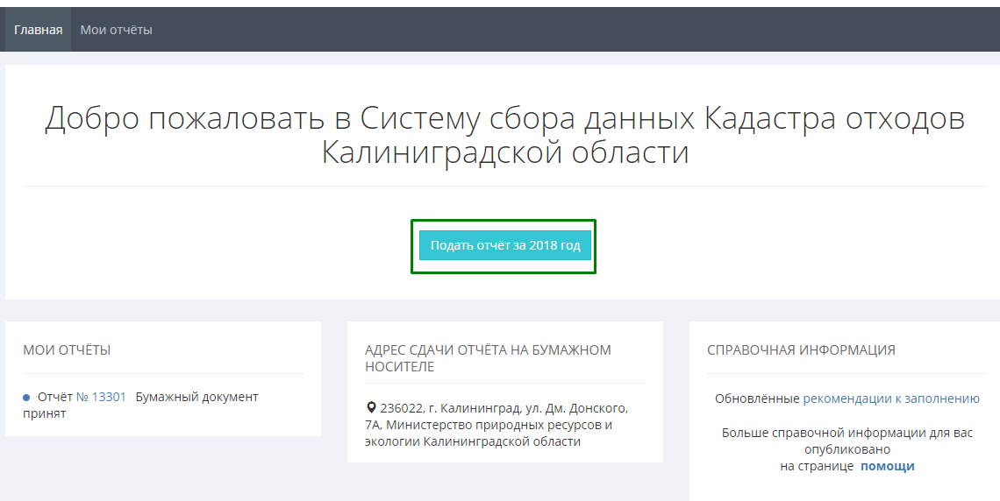 Главная Мои отчёты
Добро пожаловать в Систему сбора данных Кадастра отходов
Калиниградской области
Подать отчёт за 2018 год
МОИ ОТЧЁТЫ
Отчёт № 13301 Бумажный документ
принят
АДРЕС СДАЧИ ОТЧЁТА НА БУМАЖНОМ
НОСИТЕЛЕ
236022, г. Калининград, ул. Дм. Донского,
7А, Министерство природных ресурсов и
экологии Калининградской области
СПРАВОЧНАЯ ИНФОРМАЦИЯ
Обновлённые рекомендации к заполнению
Больше справочной информации для вас
опубликовано
на странице помощи